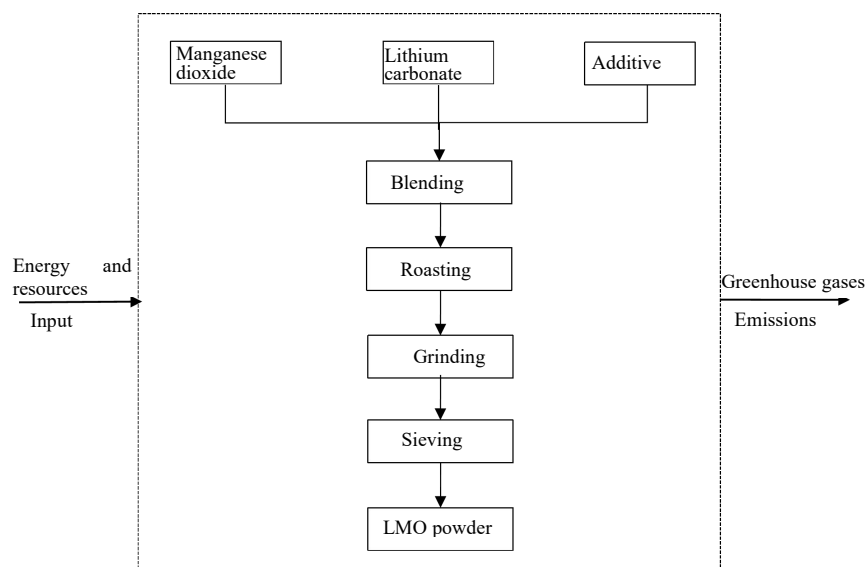 Manganese
dioxide
Lithium
carbonate
Additive
Blending
Roasting
Energy and
resources
Input
Greenhouse gases
Emissions
Grinding
Sieving
LMO powder